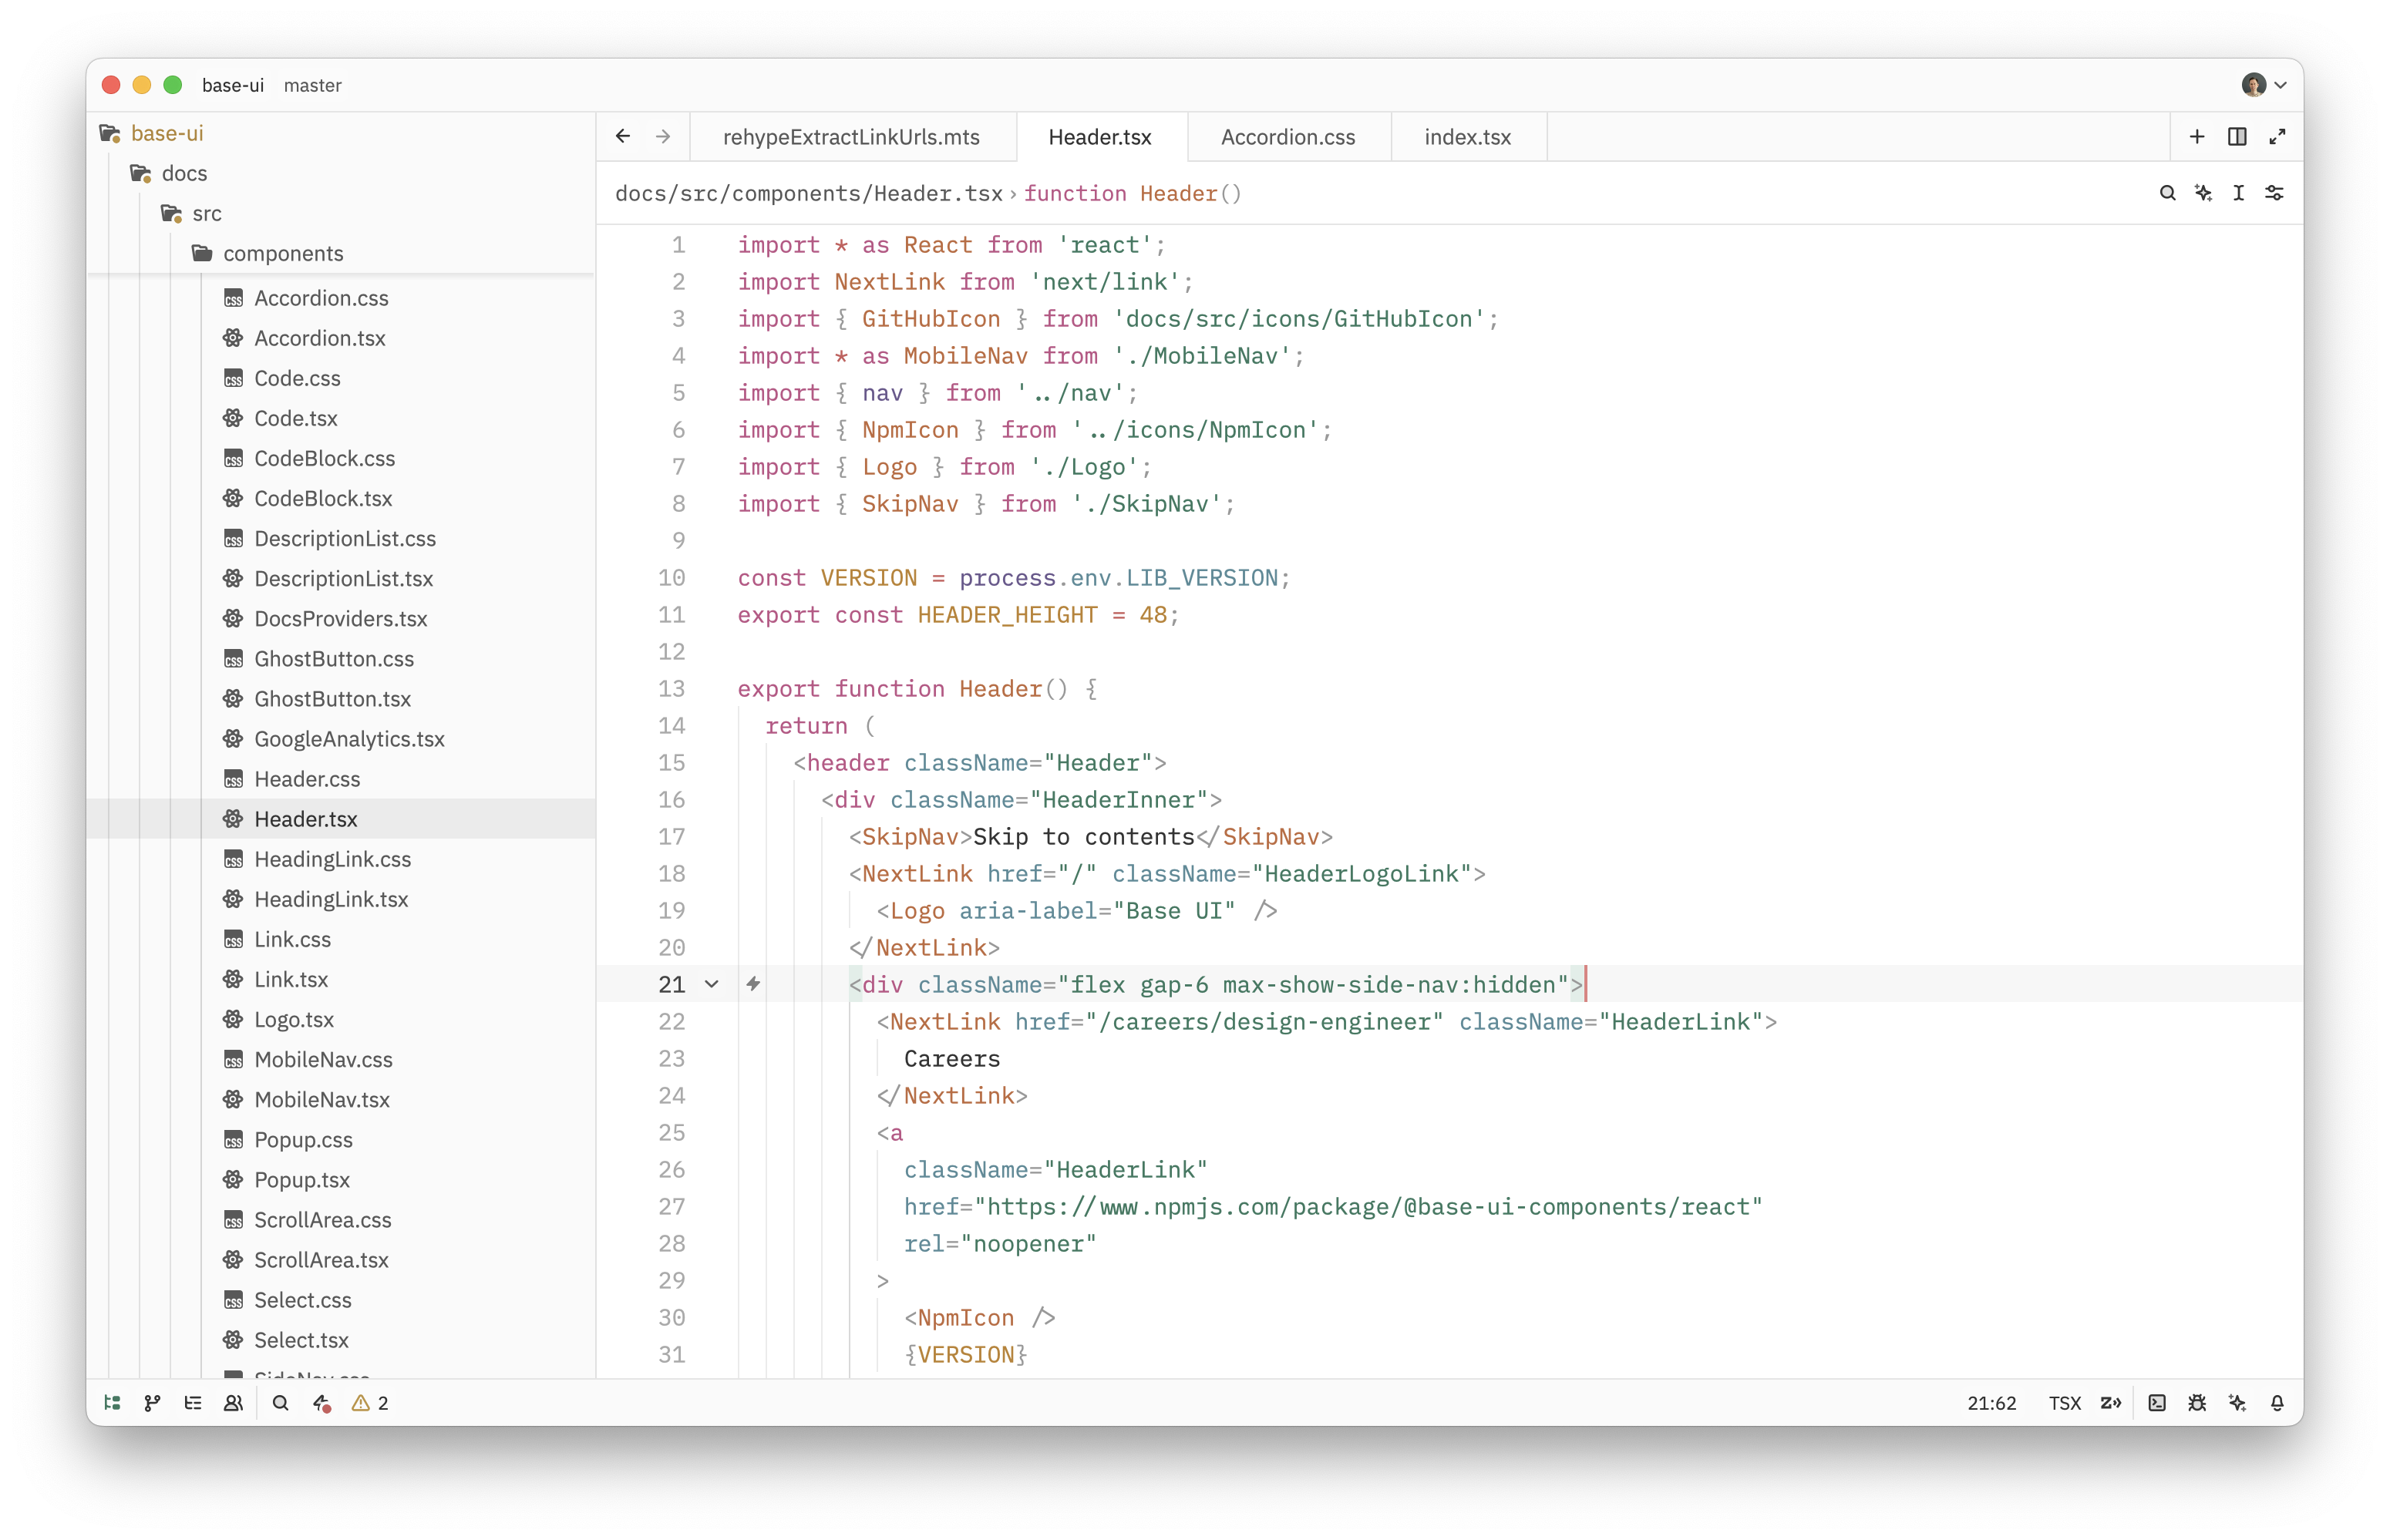 base-ui master
base-ui
docs
src
components
Accordion.css
Accordion.tsx
Code.css
Code.tsx
CodeBlock.css
CodeBlock.tsx
DescriptionList.css
DescriptionList.tsx
DocsProviders.tsx
GhostButton.css
GhostButton.tsx
GoogleAnalytics.tsx
Header.css
Header.tsx
HeadingLink.css
HeadingLink.tsx
Link.css
Link.tsx
Logo.tsx
MobileNav.css
MobileNav.tsx
Popup.css
Popup.tsx
ScrollArea.css
ScrollArea.tsx
Select.css
Select.tsx
SideNav.css
rehypeExtractLinkUrls.mts Header.tsx Accordion.css index.tsx
docs/src/components/Header.tsx › function Header()
1 import * as React from 'react';
2 import NextLink from 'next/link';
3 import { GitHubIcon } from 'docs/src/icons/GitHubIcon';
4 import * as MobileNav from './MobileNav';
5 import { nav } from '../nav';
6 import { NpmIcon } from '../icons/NpmIcon';
7 import { Logo } from './Logo';
8 import { SkipNav } from './SkipNav';
9
10 const VERSION = process.env.LIB_VERSION;
11 export const HEADER_HEIGHT = 48;
12
13 export function Header() {
14 return (
15 <header className="Header">
16 <div className="HeaderInner">
17 <SkipNav>Skip to contents</SkipNav>
18 <NextLink href="/" className="HeaderLogoLink">
19 <Logo aria-label="Base UI" />
20 </NextLink>
21 <div className="flex gap-6 max-show-side-nav:hidden">
22 <NextLink href="/careers/design-engineer" className="HeaderLink">
23 Careers
24 </NextLink>
25 <a
26 className="HeaderLink"
27 href="https://www.npmjs.com/package/@base-ui-components/react"
28 rel="noopener"
29 >
30 <NpmIcon />
31 {VERSION}
2
21:62 TSX